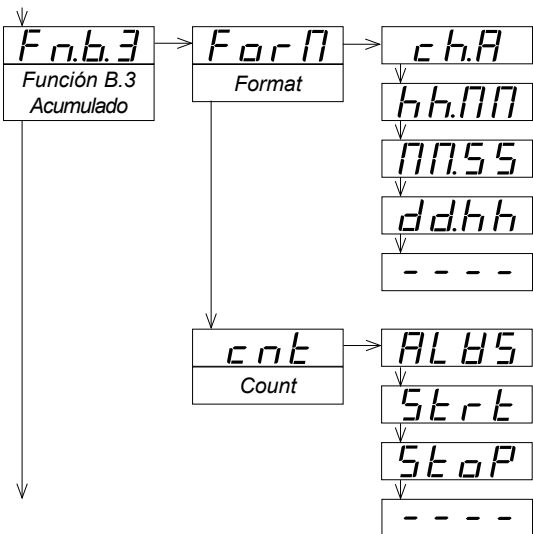 Fn.b.3
Función B.3
Acumulado
ForM
Format
ch.A
hh.MM
MM.SS
dd.hh
----
cnt
Count
ALWS
Strt
StoP
----